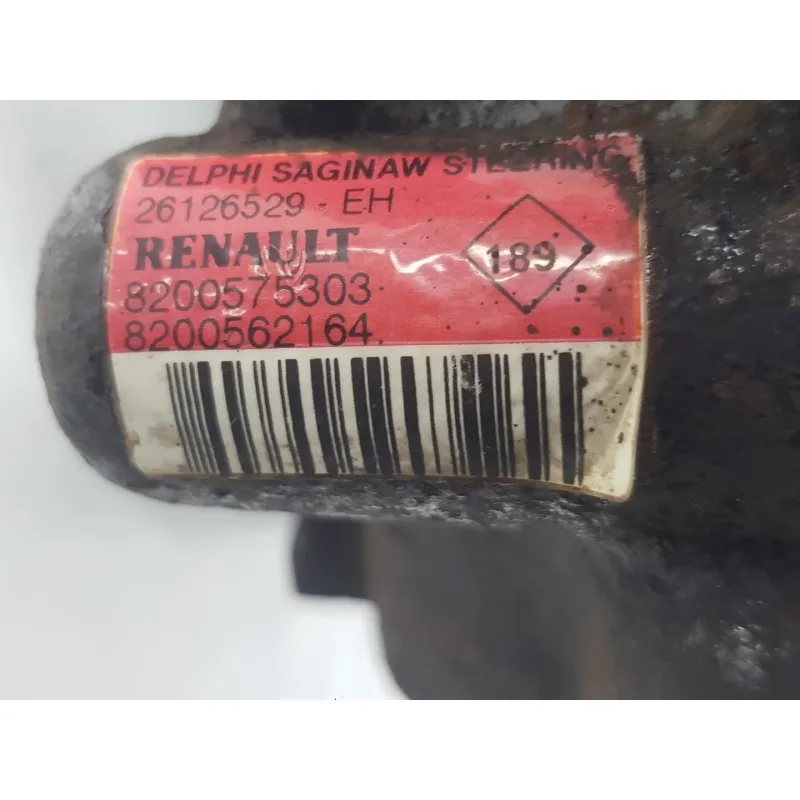 DELPHI SAGINAW STEERING
26126529 - EH
RENAULT
189
8200575303
8200562164